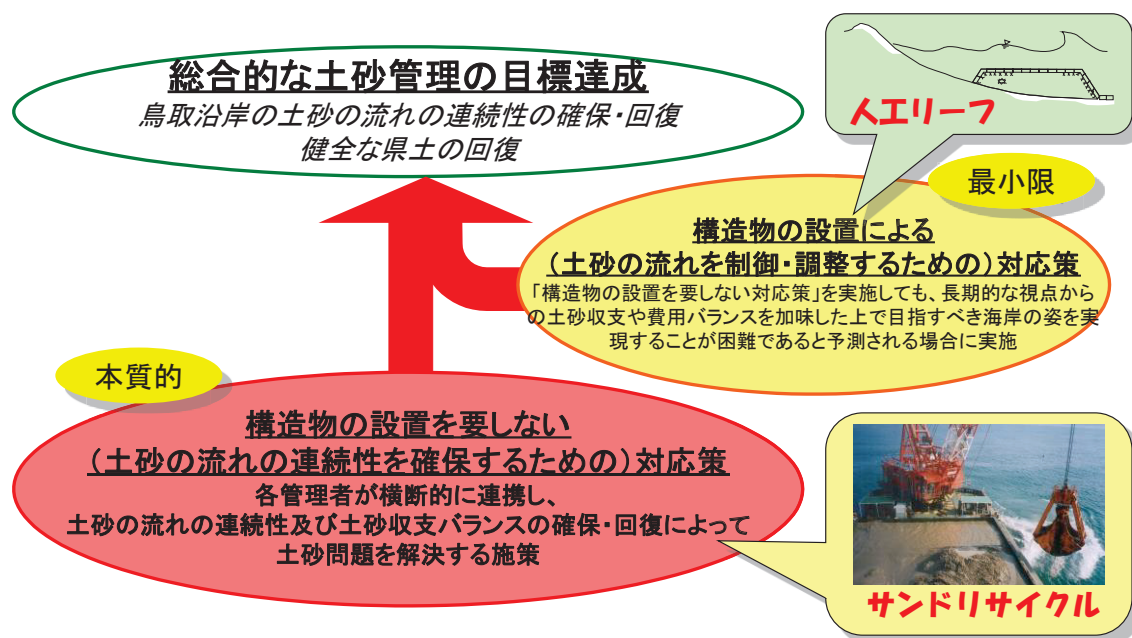 総合的な土砂管理の目標達成
鳥取沿岸の土砂の流れの連続性の確保・回復
健全な県土の回復
人工リーフ
最小限
構造物の設置による
（土砂の流れを制御・調整するための）対応策
「構造物の設置を要しない対応策」を実施しても、長期的な視点から
の土砂収支や費用バランスを加味した上で目指すべき海岸の姿を実
現することが困難であると予測される場合に実施
本質的
構造物の設置を要しない
（土砂の流れの連続性を確保するための）対応策
各管理者が横断的に連携し、
土砂の流れの連続性及び土砂収支バランスの確保・回復によって
土砂問題を解決する施策
サンドリサイクル